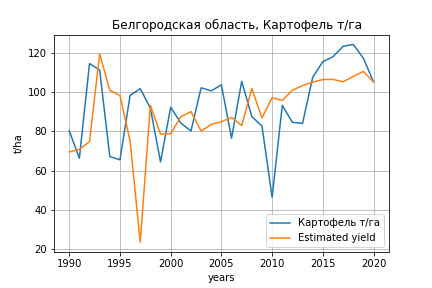 Белгородская область, Картофель т/га
t/ha
120
100
80
60
40
20
1990
1995
2000
2005
2010
2015
2020
years
Картофель т/га
Estimated yield